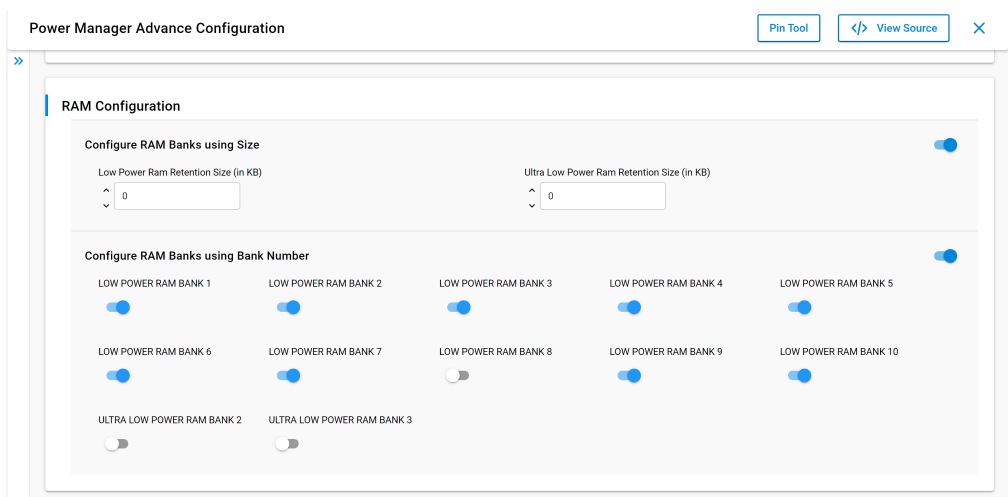 Power Manager Advance Configuration
Pin Tool
</> View Source
RAM Configuration
Configure RAM Banks using Size
Low Power Ram Retention Size (in KB)
Ultra Low Power Ram Retention Size (in KB)
0
0
Configure RAM Banks using Bank Number
LOW POWER RAM BANK 1
LOW POWER RAM BANK 2
LOW POWER RAM BANK 3
LOW POWER RAM BANK 4
LOW POWER RAM BANK 5
LOW POWER RAM BANK 6
LOW POWER RAM BANK 7
LOW POWER RAM BANK 8
LOW POWER RAM BANK 9
LOW POWER RAM BANK 10
ULTRA LOW POWER RAM BANK 2
ULTRA LOW POWER RAM BANK 3